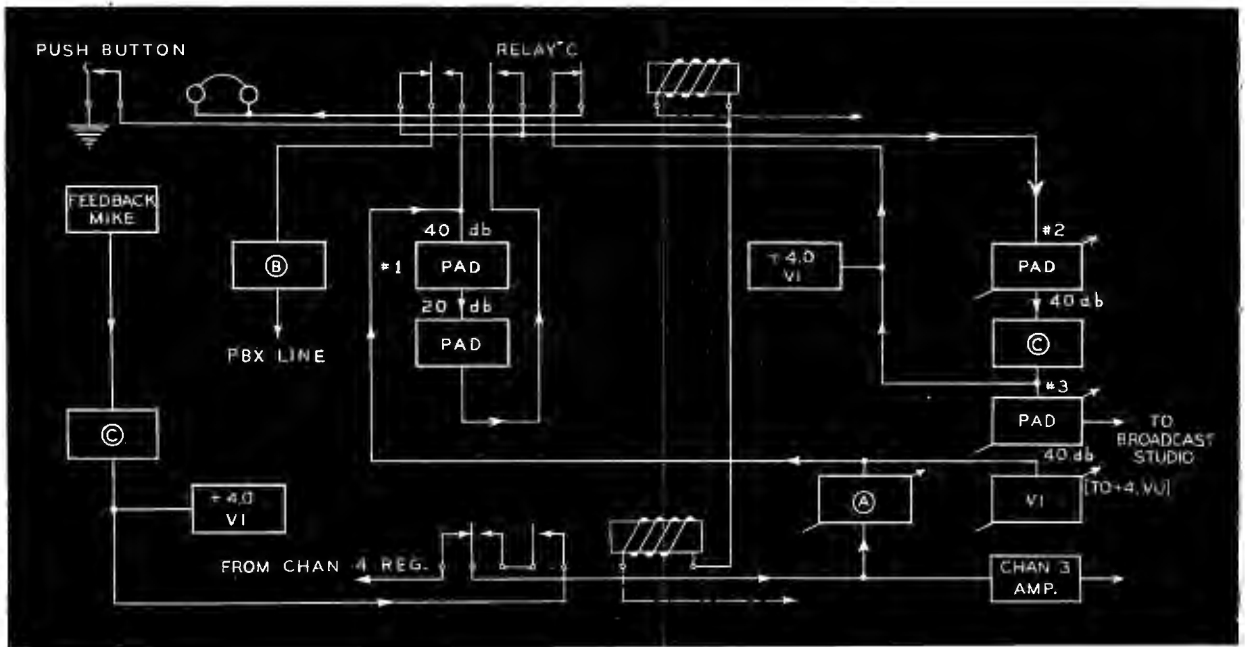 PUSH BUTTON
RELAY C
FEEDBACK
MIKE
Ⓑ
PBX LINE
40 db
#1
PAD
20 db
PAD
+4.0
VI
#2
PAD
40 db
Ⓒ
#3
PAD
TO
BROADCAST
STUDIO
40 db
Ⓒ
+4.0
VI
Ⓐ
VI
[TO+4.VU]
FROM CHAN 4 REG.
CHAN 3
AMP.